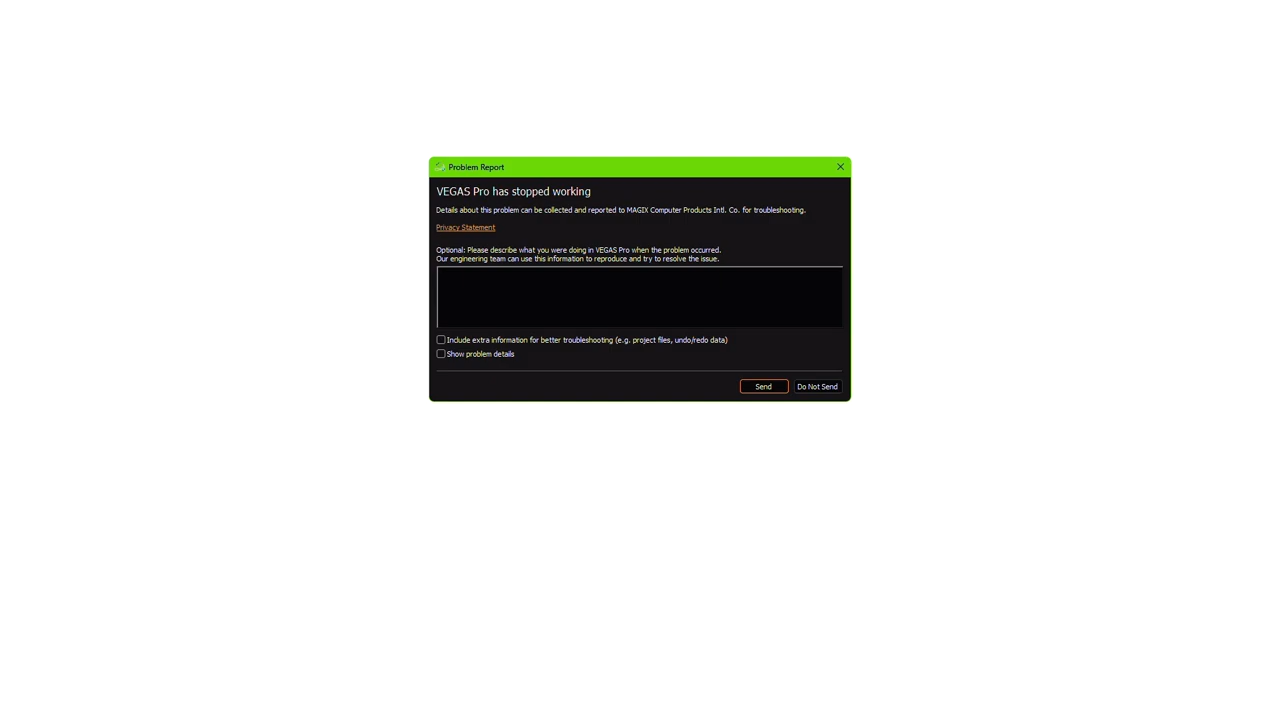 Problem Report
VEGAS Pro has stopped working
Details about this problem can be collected and reported to MAGIX Computer Products Intl. Co. for troubleshooting.
Privacy Statement
Optional: Please describe what you were doing in VEGAS Pro when the problem occurred.
Our engineering team can use this information to reproduce and try to resolve the issue.
Include extra information for better troubleshooting (e.g. project files, undo/redo data)
Show problem details
Send Do Not Send